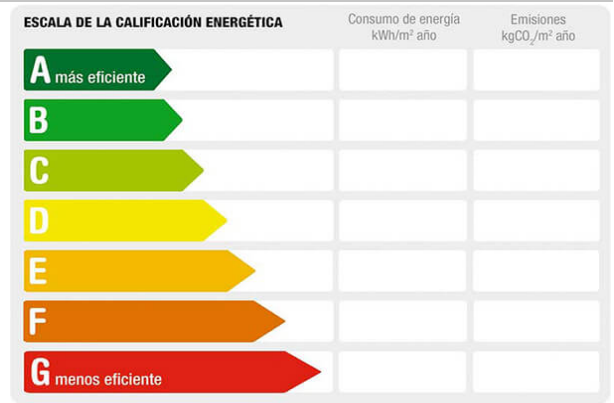 ESCALA DE LA CALIFICACIÓN ENERGÉTICA
Consumo de energía
kWh/m² año
Emisiones
kgCO₂/m² año
A más eficiente
B
C
D
E
F
G menos eficiente